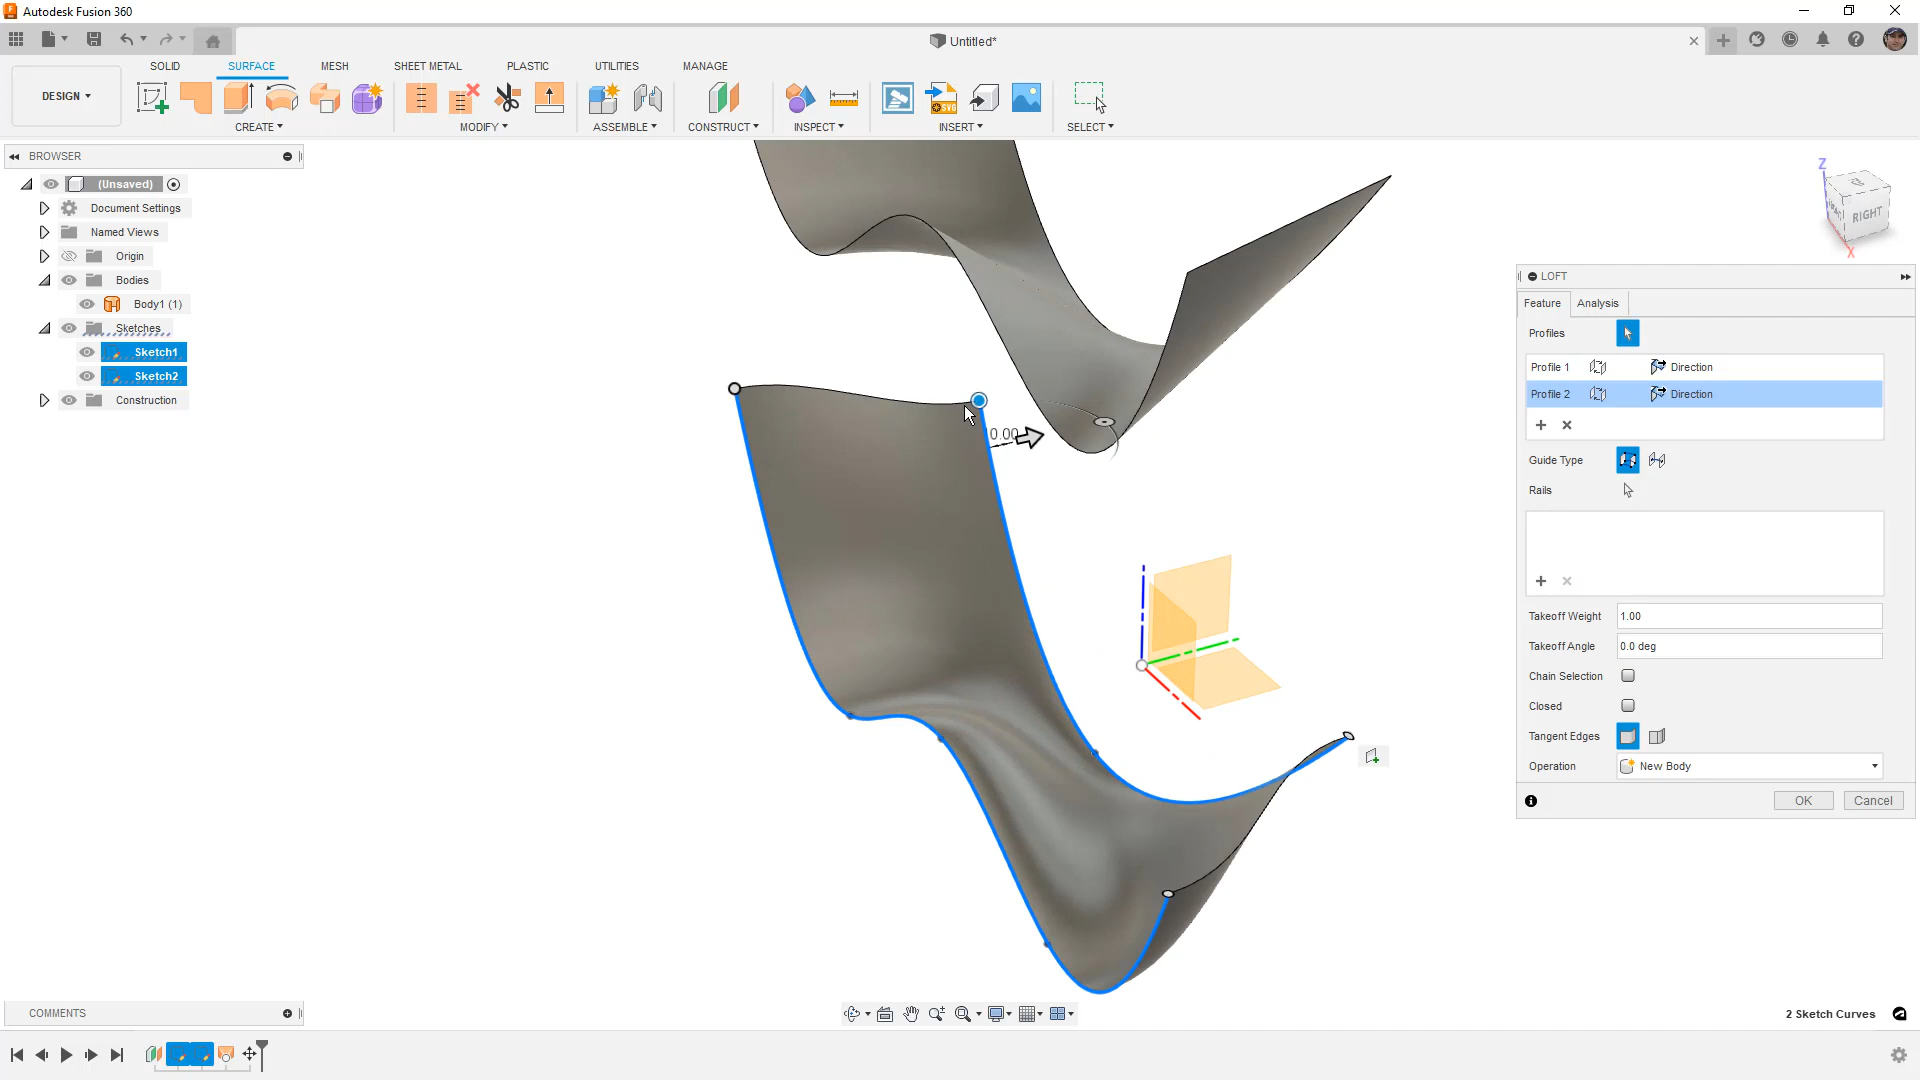 Autodesk Fusion 360
Untitled*
DESIGN
SOLID SURFACE MESH SHEET METAL PLASTIC UTILITIES MANAGE
CREATE MODIFY ASSEMBLE CONSTRUCT INSPECT INSERT SELECT
SVG
BROWSER
(Unsaved)
Document Settings
Named Views
Origin
Bodies
Body1 (1)
Sketches
Sketch1
Sketch2
Construction
0.00
Z
RIGHT
X
LOFT
Feature Analysis
Profiles
Profile 1 Direction
Profile 2 Direction
Guide Type
Rails
Takeoff Weight 1.00
Takeoff Angle 0.0 deg
Chain Selection
Closed
Tangent Edges
Operation New Body
OK Cancel
COMMENTS
2 Sketch Curves